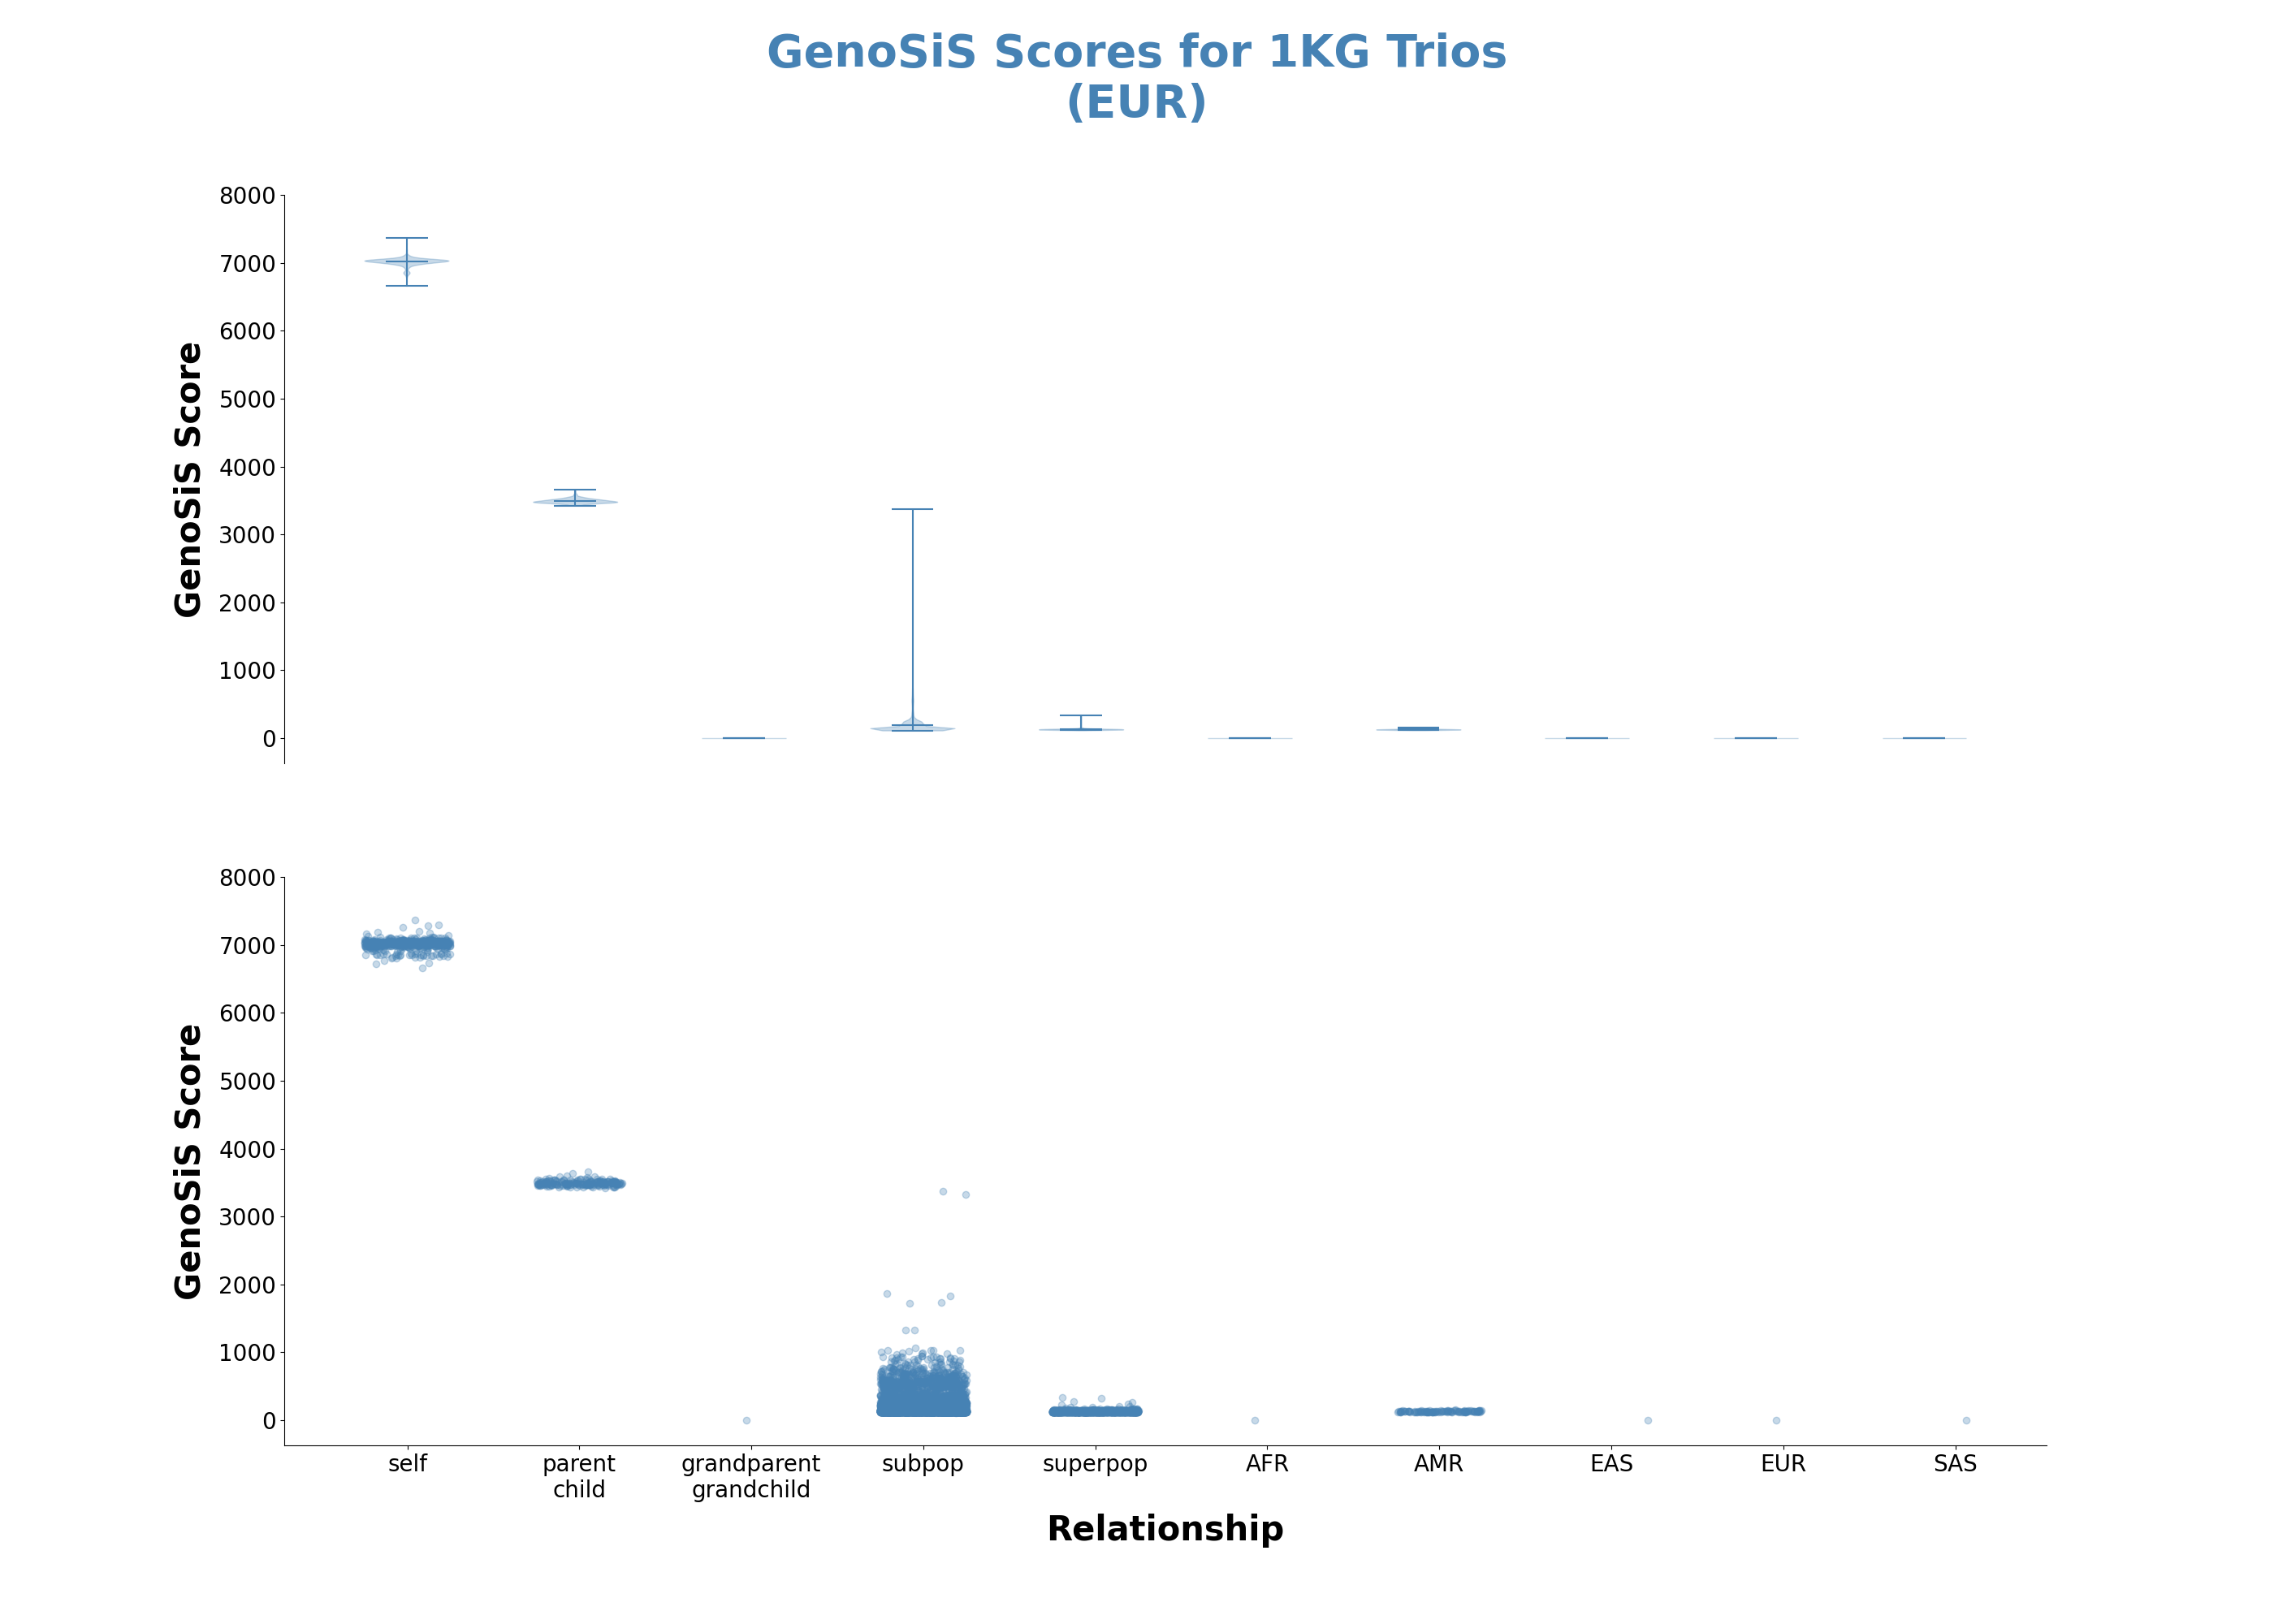 GenoSiS Scores for 1KG Trios
(EUR)
8000
7000
6000
5000
4000
3000
2000
1000
0
GenoSiS Score
8000
7000
6000
5000
4000
3000
2000
1000
0
GenoSiS Score
self
parent
child
grandparent
grandchild
subpop
superpop
AFR
AMR
EAS
EUR
SAS
Relationship